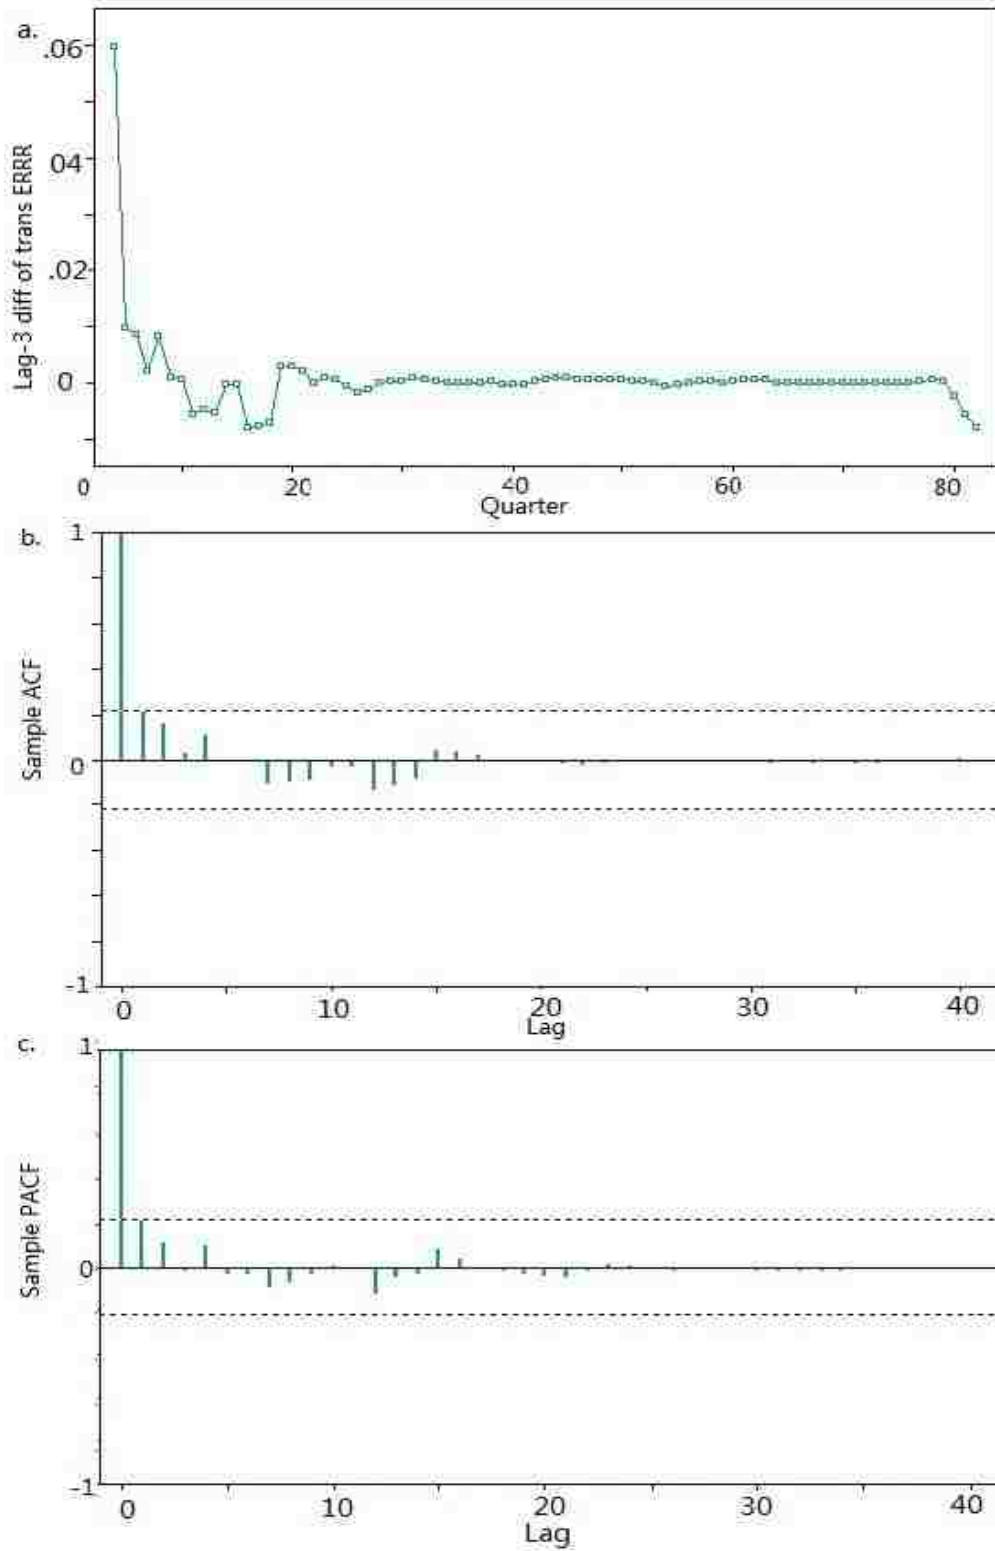 a.
.06
04
.02
0
Lag-3 diff of trans ERRR
0 20 40 60 80
Quarter
b.
1
0
-1
Sample ACF
0 10 20 30 40
Lag
c.
1
0
-1
Sample PACF
0 10 20 30 40
Lag